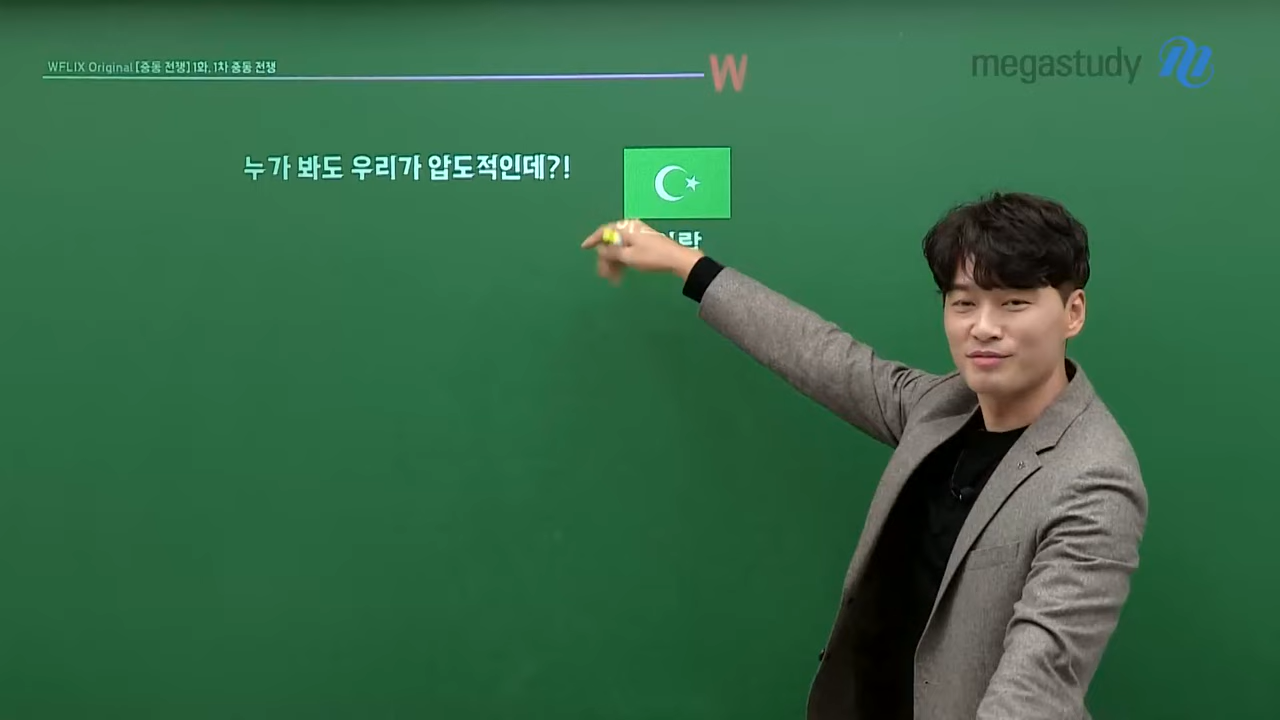 WFLIX Original [중동 전쟁] 1화. 1차 중동 전쟁
W
megastudy
누가 봐도 우리가 압도적인데?!